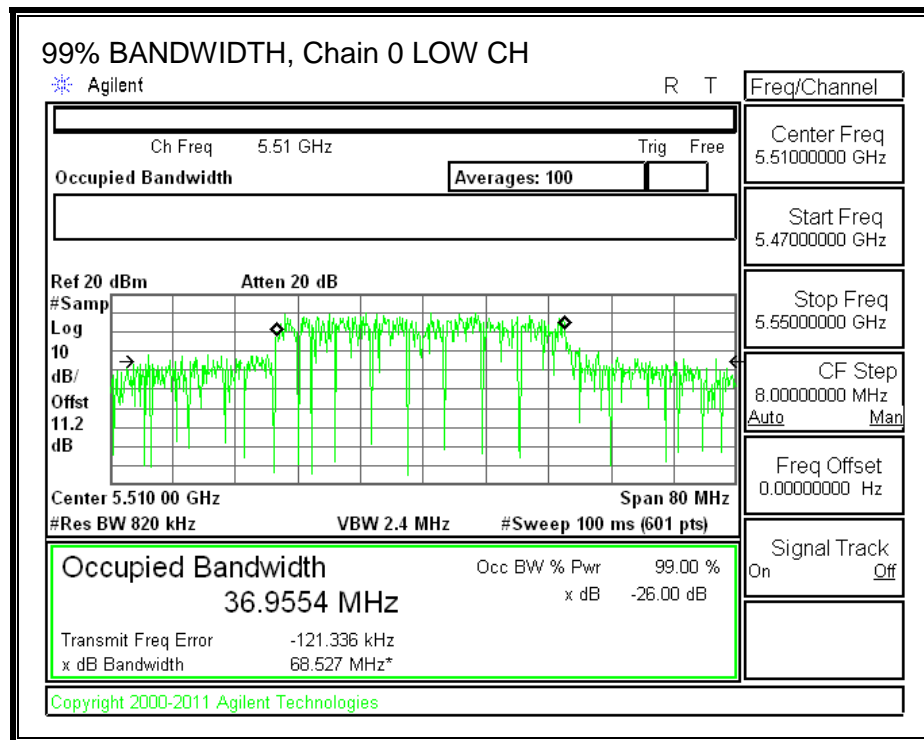 99% BANDWIDTH, Chain 0 LOW CH
Agilent R T
Ch Freq 5.51 GHz Trig Free
Occupied Bandwidth Averages: 100
Ref 20 dBm Atten 20 dB
#Samp
Log
10
dB/
Offst
11.2
dB
Center 5.510 00 GHz Span 80 MHz
#Res BW 820 kHz VBW 2.4 MHz #Sweep 100 ms (601 pts)
Occupied Bandwidth Occ BW % Pwr 99.00 %
36.9554 MHz x dB -26.00 dB
Transmit Freq Error -121.336 kHz
x dB Bandwidth 68.527 MHz*
Copyright 2000-2011 Agilent Technologies
Freq/Channel
Center Freq
5.51000000 GHz
Start Freq
5.47000000 GHz
Stop Freq
5.55000000 GHz
CF Step
8.00000000 MHz
Auto Man
Freq Offset
0.00000000 Hz
Signal Track
On Off